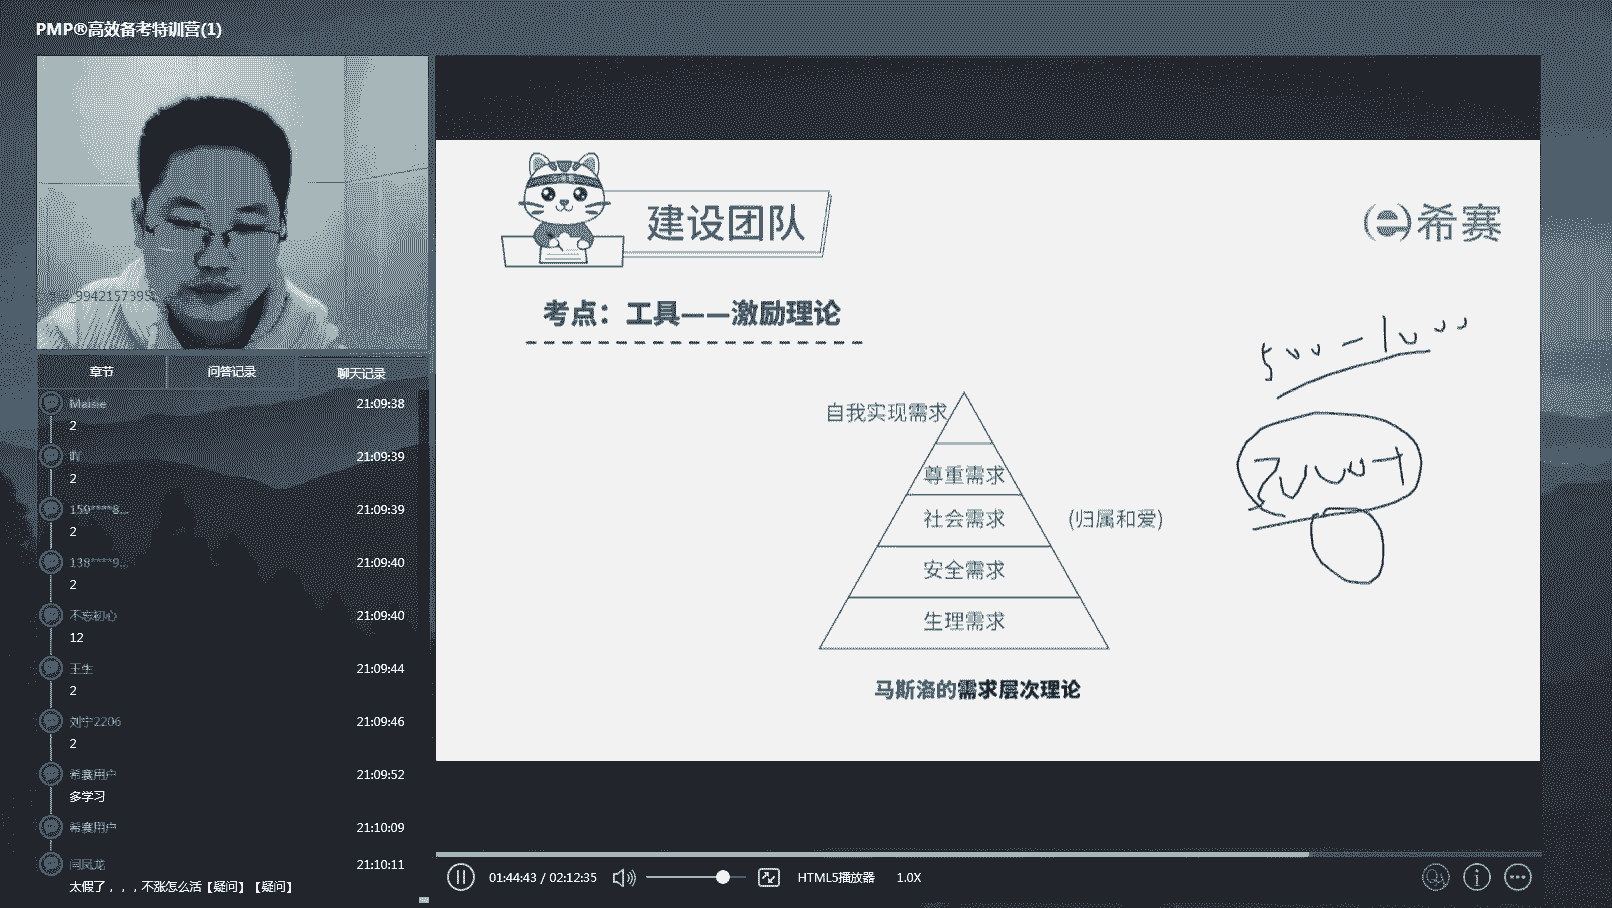 PMP®高效备考特训营(1)
9942157395
章节
问答记录
聊天记录
Maisie
21:09:38
2
21:09:39
2
159****8...
21:09:39
2
138****9...
21:09:40
2
不忘初心
21:09:40
12
王生
21:09:44
2
刘宇2206
21:09:46
2
希赛用户
21:09:52
多学习
希赛用户
21:10:09
闫凤龙
21:10:11
太假了，，，不涨怎么活【疑问】【疑问】
建设团队
希赛
考点：工具——激励理论
500-1000
自我实现需求
尊重需求
社会需求
(归属和爱)
安全需求
生理需求
马斯洛的需求层次理论
01:44:43 / 02:12:35
HTML5播放器
1.0X